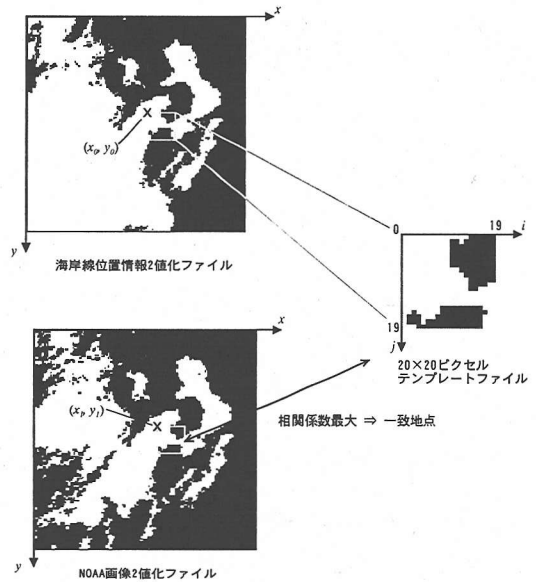 x
(x₀, y₀)
y
海岸線位置情報2値化ファイル
0
19
i
19
j
20×20ピクセル
テンプレートファイル
x
(x₁, y₁)
相関係数最大 ⇒ 一致地点
y
NOAA画像2値化ファイル